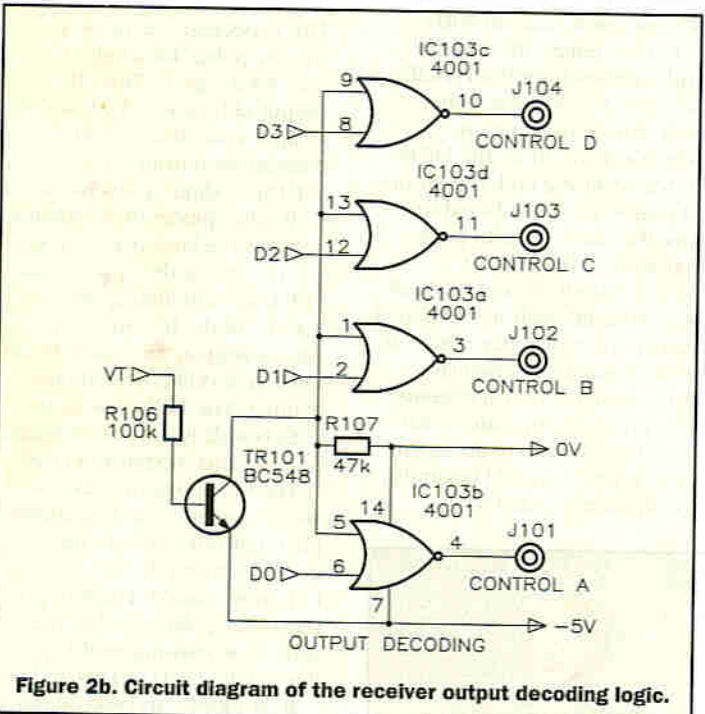 IC103c
4001
9
8
10
J104
D3
CONTROL D
IC103d
4001
13
12
11
J103
D2
CONTROL C
IC103a
4001
1
2
3
J102
D1
CONTROL B
VT
R106
100k
TR101
BC548
R107
47k
0V
IC103b
4001
14
5
6
4
7
J101
D0
CONTROL A
-5V
OUTPUT DECODING
Figure 2b. Circuit diagram of the receiver output decoding logic.